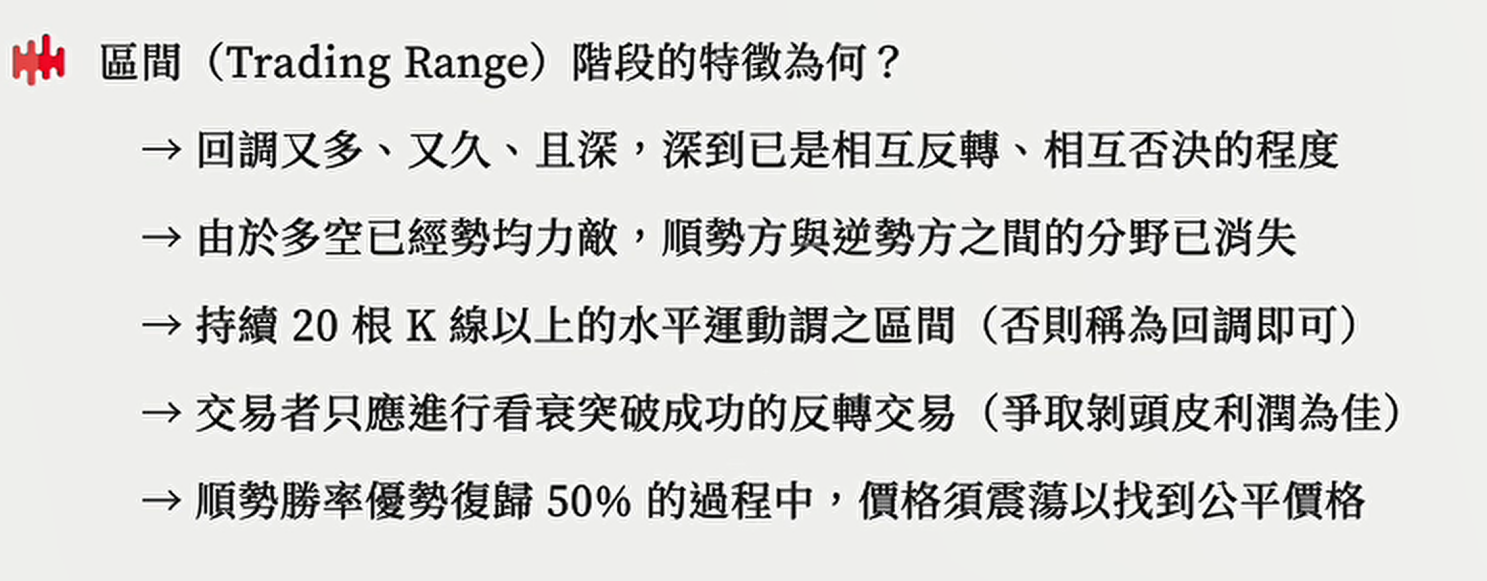 區間（Trading Range）階段的特徵為何？
→ 回調又多、又久、且深，深到已是相互反轉、相互否決的程度
→ 由於多空已經勢均力敵，順勢方與逆勢方之間的分野已消失
→ 持續 20 根 K 線以上的水平運動謂之區間（否則稱為回調即可）
→ 交易者只應進行看衰突破成功的反轉交易（爭取剝頭皮利潤為佳）
→ 順勢勝率優勢復歸 50% 的過程中，價格須震蕩以找到公平價格